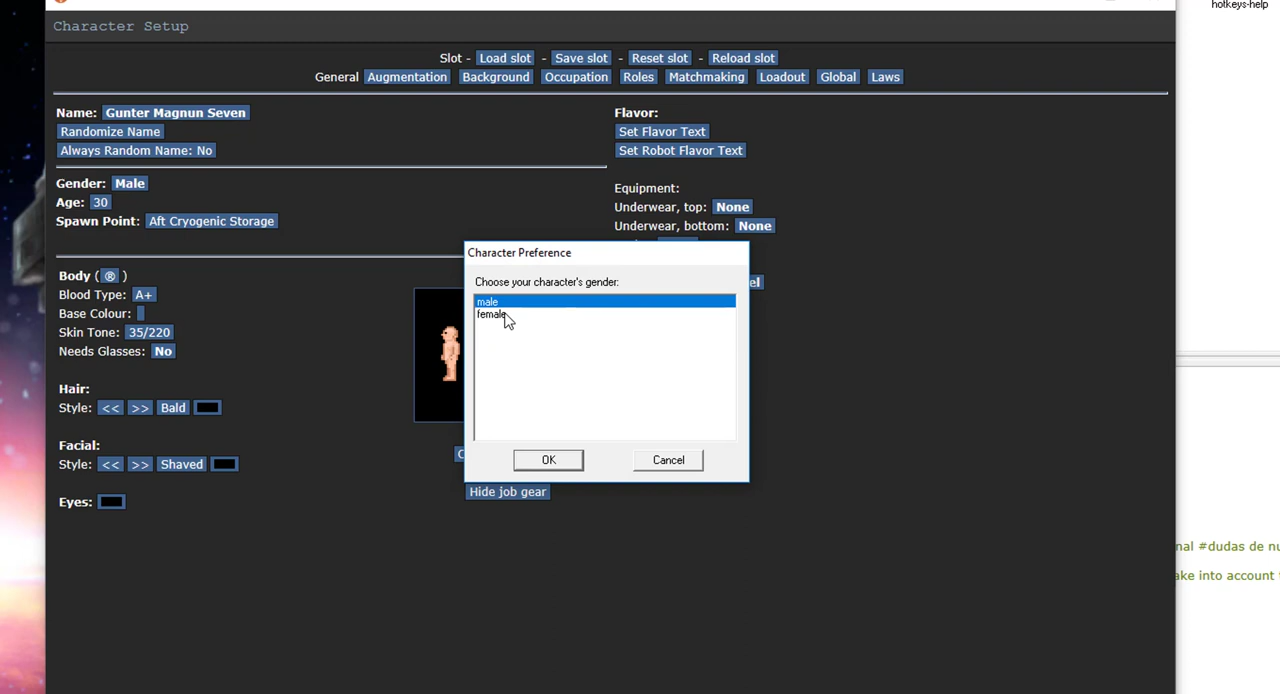 hotkeys-help
Character Setup
Slot - Load slot - Save slot - Reset slot - Reload slot
General Augmentation Background Occupation Roles Matchmaking Loadout Global Laws
Name: Gunter Magnun Seven
Randomize Name
Always Random Name: No
Gender: Male
Age: 30
Spawn Point: Aft Cryogenic Storage
Body ( ® )
Blood Type: A+
Base Colour:
Skin Tone: 35/220
Needs Glasses: No
Hair:
Style: << >> Bald
Facial:
Style: << >> Shaved
Eyes:
Flavor:
Set Flavor Text
Set Robot Flavor Text
Equipment:
Underwear, top: None
Underwear, bottom: None
el
Character Preference
Choose your character's gender:
male
female
OK Cancel
C
Hide job gear
nal #dudas de nu
ake into account t